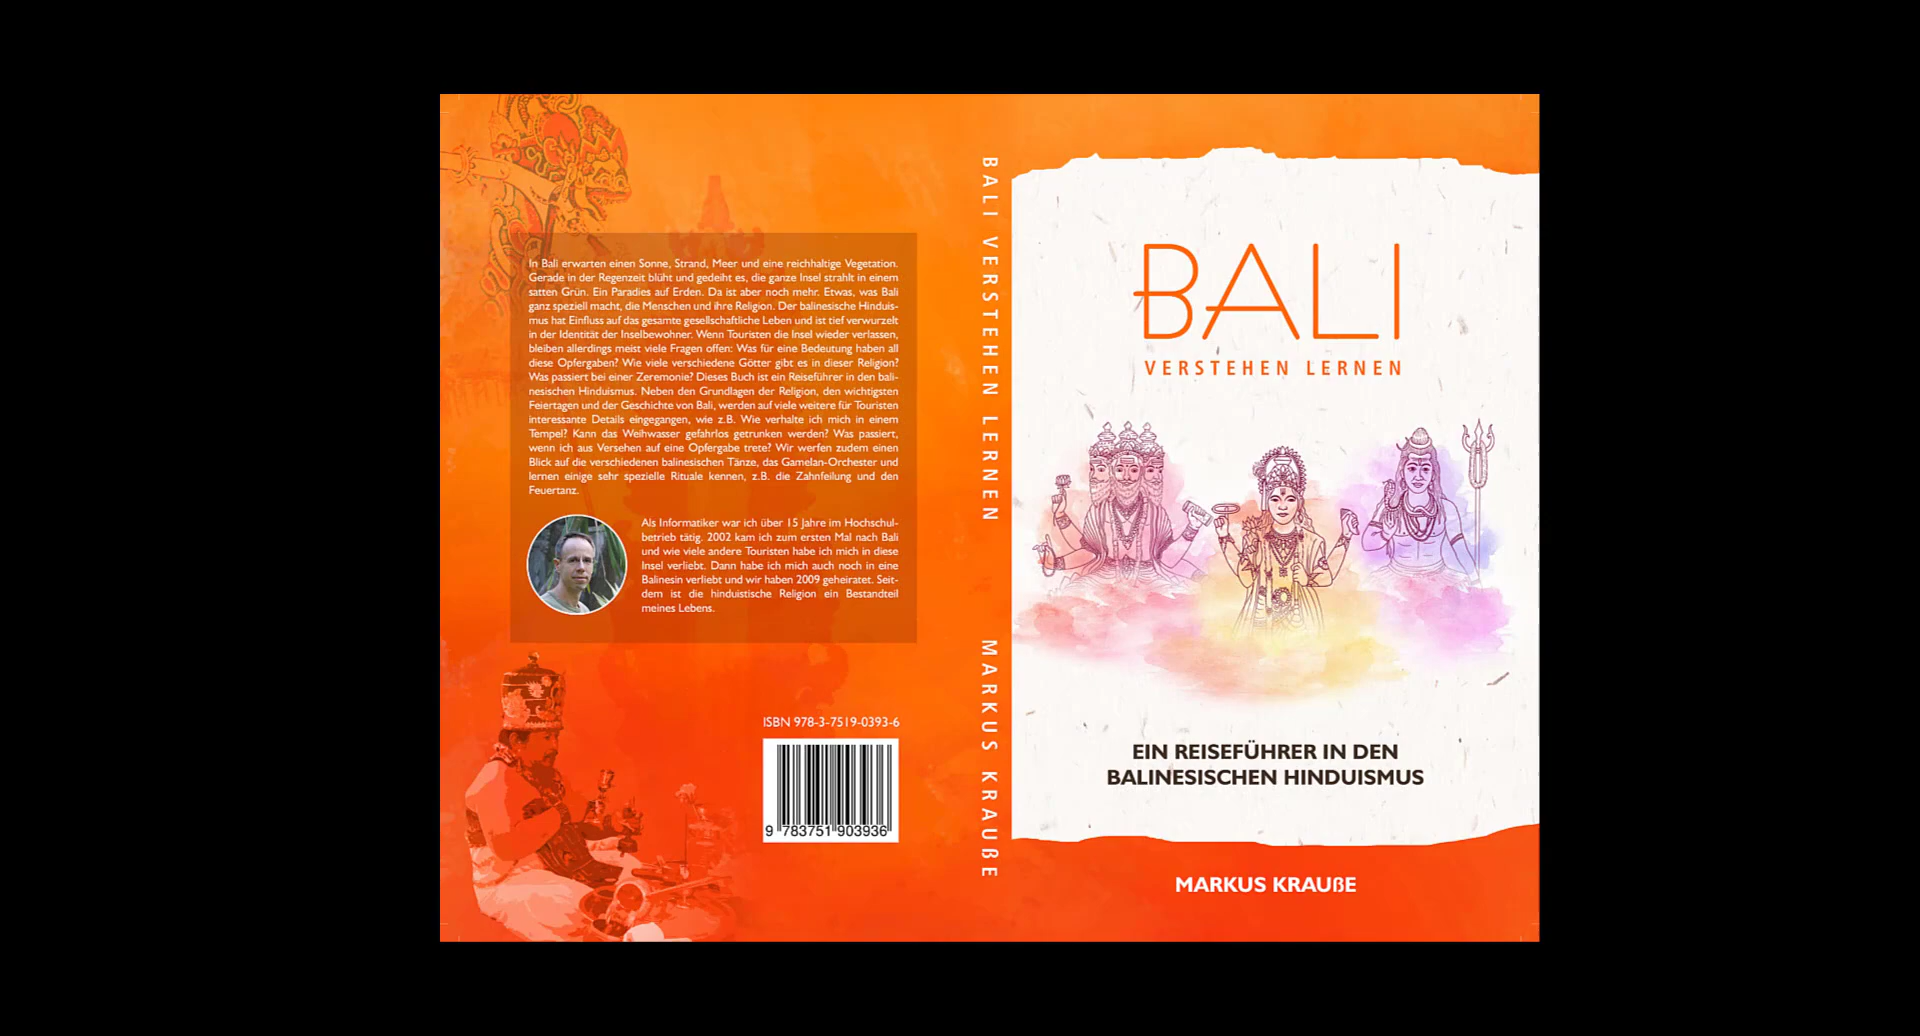 In Bali erwarten einen Sonne, Strand, Meer und eine reichhaltige Vegetation.
Gerade in der Regenzeit blüht und gedeiht es, die ganze Insel strahlt in einem
satten Grün. Ein Paradies auf Erden. Da ist aber noch mehr. Etwas, was Bali
ganz speziell macht, die Menschen und ihre Religion. Der balinesische Hinduis-
mus hat Einfluss auf das gesamte gesellschaftliche Leben und ist tief verwurzelt
in der Identität der Inselbewohner. Wenn Touristen die Insel wieder verlassen,
bleiben allerdings meist viele Fragen offen: Was für eine Bedeutung haben all
diese Opfergaben? Wie viele verschiedene Götter gibt es in dieser Religion?
Was passiert bei einer Zeremonie? Dieses Buch ist ein Reiseführer in den bali-
nesischen Hinduismus. Neben den Grundlagen der Religion, den wichtigsten
Feiertagen und der Geschichte von Bali, werden auf viele weitere für Touristen
interessante Details eingegangen, wie z.B. Wie verhalte ich mich in einem
Tempel? Kann das Weihwasser gefahrlos getrunken werden? Was passiert,
wenn ich aus Versehen auf eine Opfergabe trete? Wir werfen zudem einen
Blick auf die verschiedenen balinesischen Tänze, das Gamelan-Orchester und
lernen einige sehr spezielle Rituale kennen, z.B. die Zahnfeilung und den
Feuertanz.
Als Informatiker war ich über 15 Jahre im Hochschul-
betrieb tätig. 2002 kam ich zum ersten Mal nach Bali
und wie viele andere Touristen habe ich mich in diese
Insel verliebt. Dann habe ich mich auch noch in eine
Balinesin verliebt und wir haben 2009 geheiratet. Seit-
dem ist die hinduistische Religion ein Bestandteil
meines Lebens.
ISBN 978-3-7519-0393-6
9 783751 903936
BALI VERSTEHEN LERNEN
MARKUS KRAUßE
BALI
VERSTEHEN LERNEN
EIN REISEFÜHRER IN DEN
BALINESISCHEN HINDUISMUS
MARKUS KRAUßE